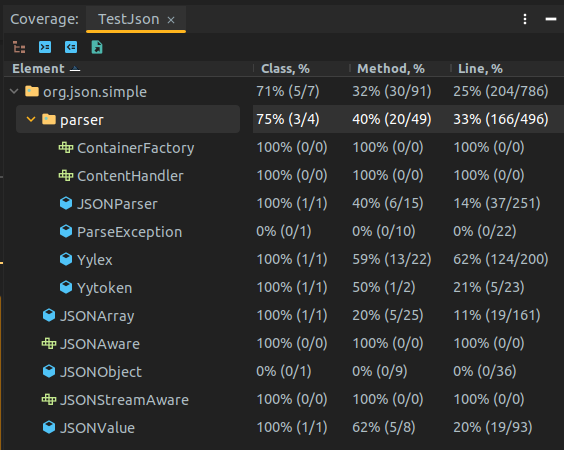 Coverage: TestJson ×
Element Class, % Method, % Line, %
org.json.simple 71% (5/7) 32% (30/91) 25% (204/786)
parser 75% (3/4) 40% (20/49) 33% (166/496)
ContainerFactory 100% (0/0) 100% (0/0) 100% (0/0)
ContentHandler 100% (0/0) 100% (0/0) 100% (0/0)
JSONParser 100% (1/1) 40% (6/15) 14% (37/251)
ParseException 0% (0/1) 0% (0/10) 0% (0/22)
Yylex 100% (1/1) 59% (13/22) 62% (124/200)
Yytoken 100% (1/1) 50% (1/2) 21% (5/23)
JSONArray 100% (1/1) 20% (5/25) 11% (19/161)
JSONAware 100% (0/0) 100% (0/0) 100% (0/0)
JSONObject 0% (0/1) 0% (0/9) 0% (0/36)
JSONStreamAware 100% (0/0) 100% (0/0) 100% (0/0)
JSONValue 100% (1/1) 62% (5/8) 20% (19/93)